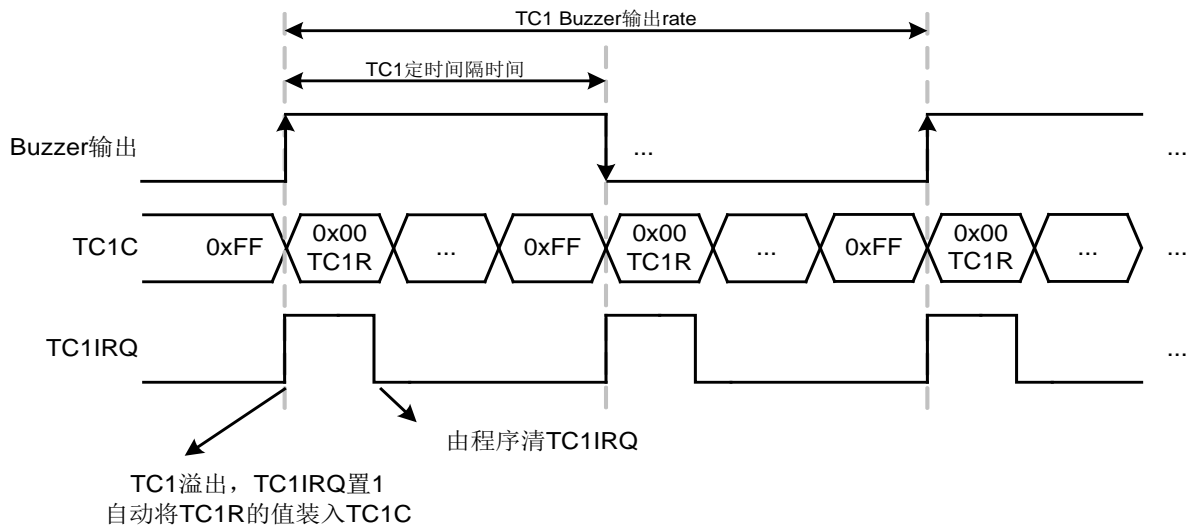 TC1 Buzzer输出rate
TC1定时间隔时间
Buzzer输出
...
...
TC1C
0xFF
0x00
TC1R
...
0xFF
0x00
TC1R
...
0xFF
0x00
TC1R
...
...
TC1IRQ
...
由程序清TC1IRQ
TC1溢出，TC1IRQ置1
自动将TC1R的值装入TC1C